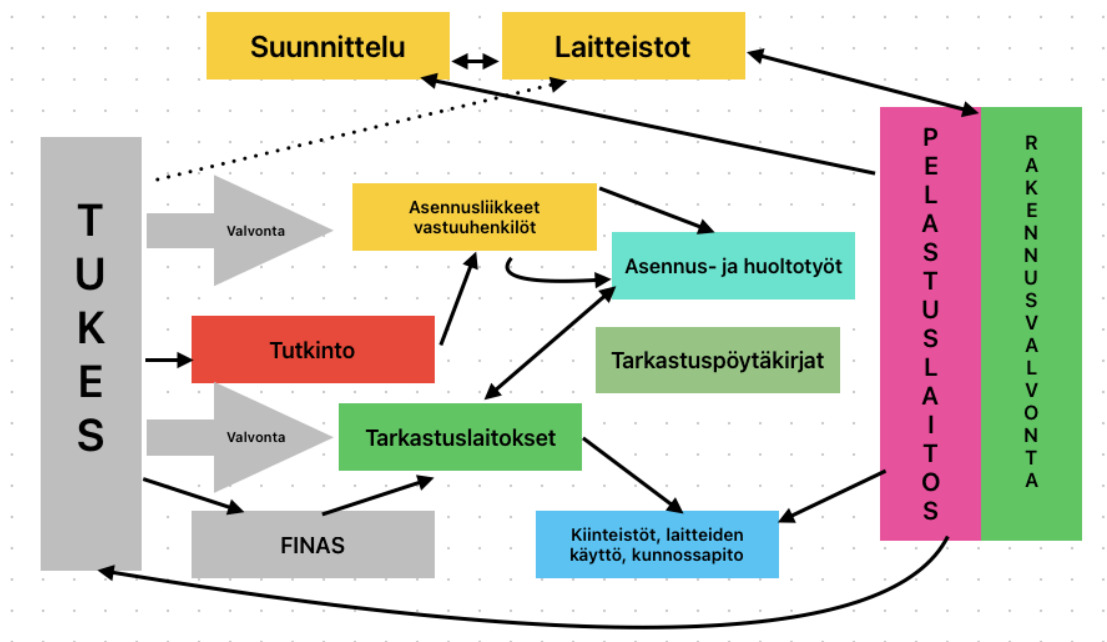 Suunnittelu
Laitteistot
TUKES
Valvonta
Asennusliikkeet
vastuuhenkilöt
Asennus- ja huoltotyöt
Tutkinto
Tarkastuspöytäkirjat
Valvonta
Tarkastuslaitokset
FINAS
Kiinteistöt, laitteiden
käyttö, kunnossapito
PELASTUSLAITOS
RAKENNUSVALVONTA